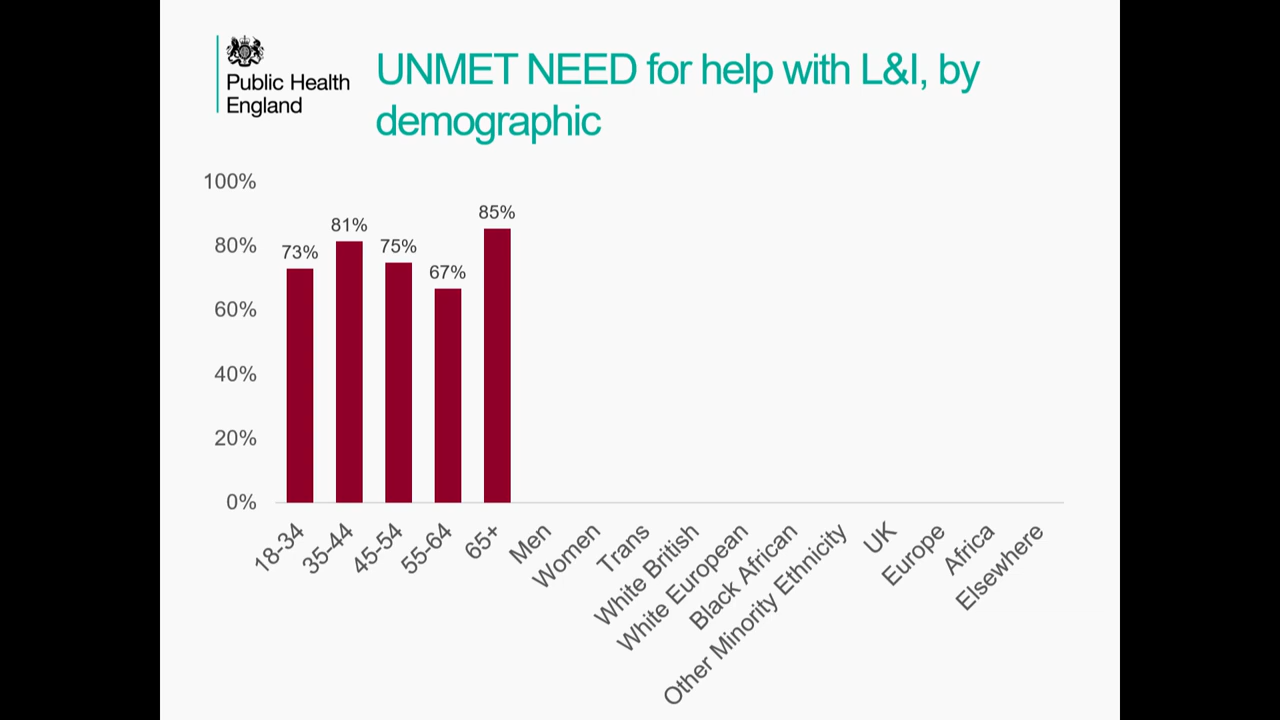 Public Health
England
UNMET NEED for help with L&I, by
demographic
100%
80%
60%
40%
20%
0%
73%
81%
75%
67%
85%
18-34
35-44
45-54
55-64
65+
Men
Women
Trans
White British
White European
Black African
Other Minority Ethnicity
UK
Europe
Africa
Elsewhere